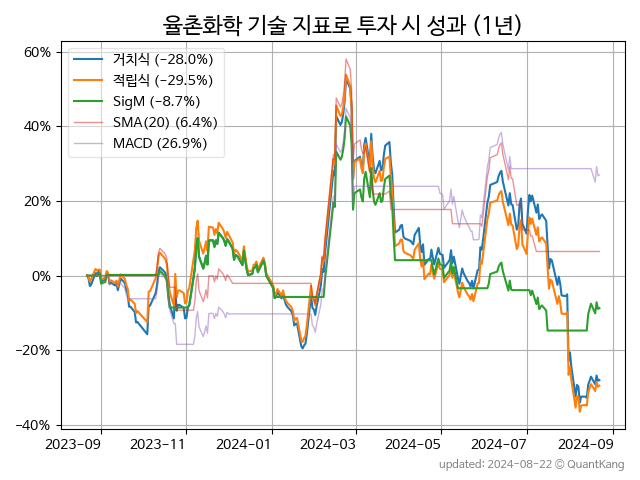 율촌화학 기술 지표로 투자 시 성과 (1년)
60%
40%
20%
0%
−20%
−40%
거치식 (−28.0%)
적립식 (−29.5%)
SigM (−8.7%)
SMA(20) (6.4%)
MACD (26.9%)
2023-09 2023-11 2024-01 2024-03 2024-05 2024-07 2024-09
updated: 2024-08-22 © QuantKang